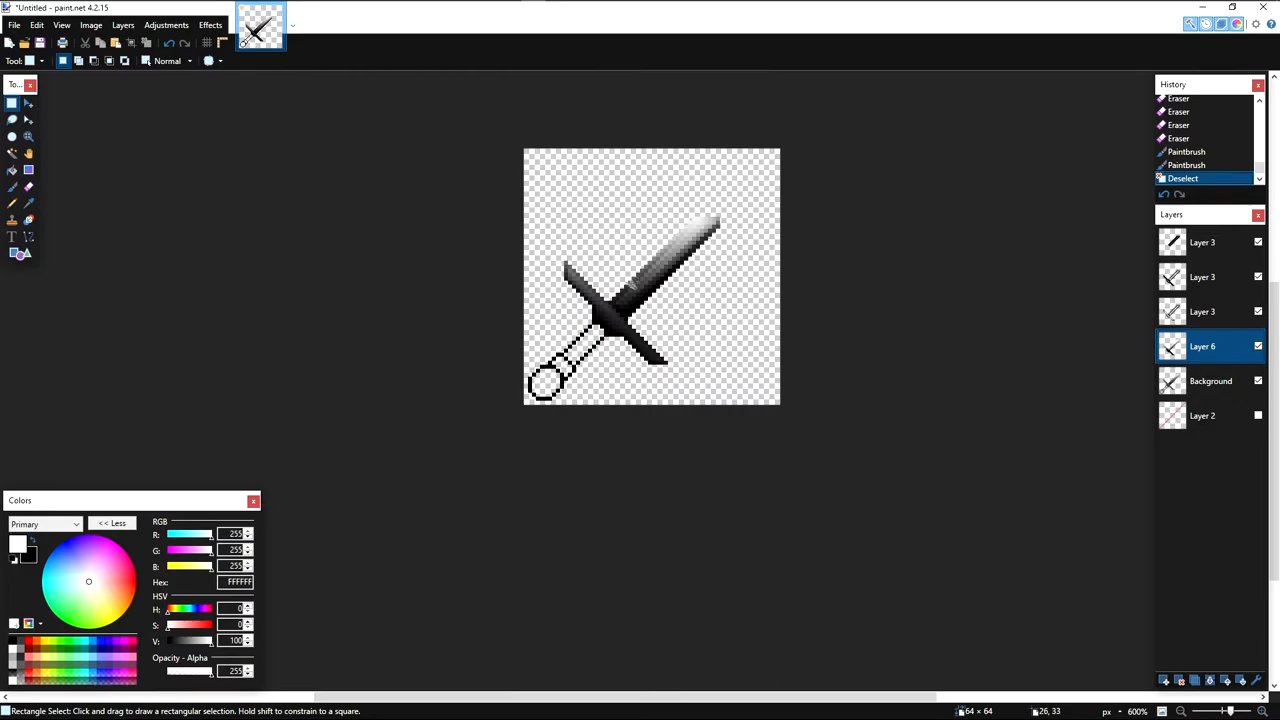 *Untitled - paint.net 4.2.15
File Edit View Image Layers Adjustments Effects
Tool: Normal
To...
History
Eraser
Eraser
Eraser
Eraser
Paintbrush
Paintbrush
Deselect
Layers
Layer 3
Layer 3
Layer 3
Layer 6
Background
Layer 2
Colors
Primary
<< Less
RGB
R: 255
G: 255
B: 255
Hex: FFFFFF
HSV
H: 0
S: 0
V: 100
Opacity - Alpha
255
Rectangle Select: Click and drag to draw a rectangular selection. Hold shift to constrain to a square.
64 × 64
26, 33
px
600%